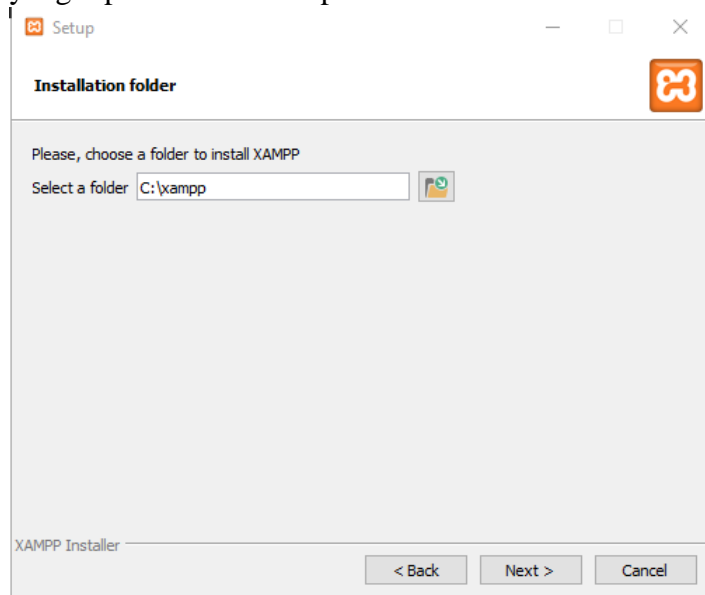 Setup
Installation folder
Please, choose a folder to install XAMPP
Select a folder C:\xampp
XAMPP Installer
< Back Next > Cancel